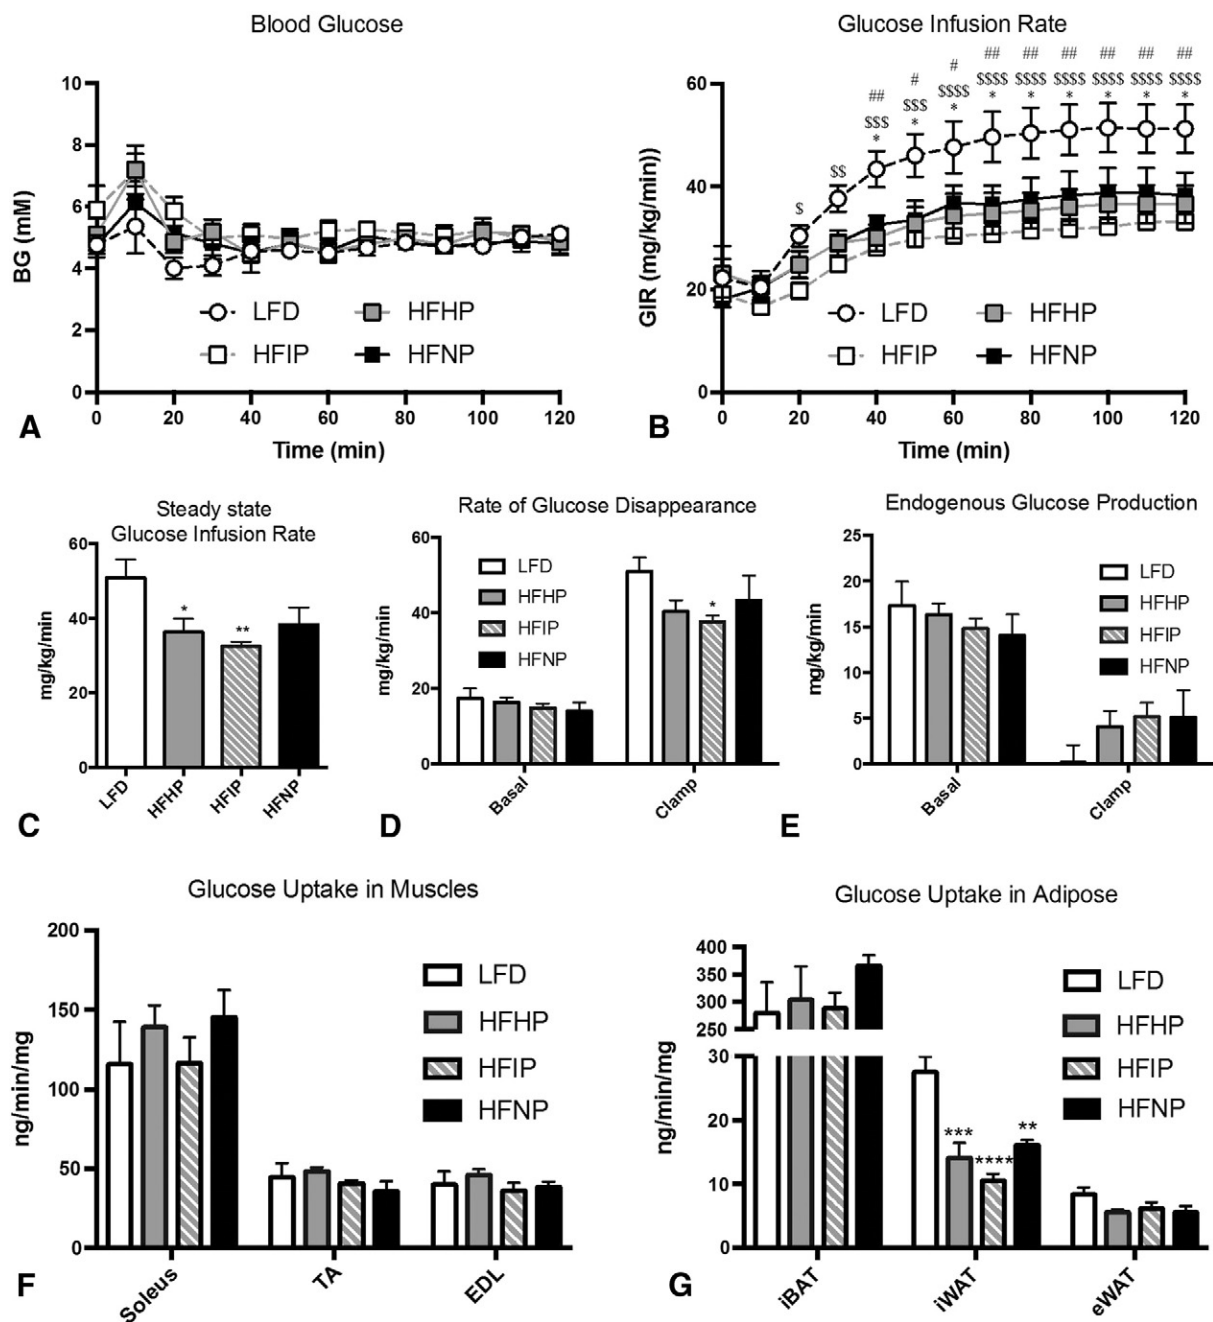 Blood Glucose
10
8
6
4
2
0
BG (mM)
LFD
HFHP
HFIP
HFNP
0 20 40 60 80 100 120
A
Time (min)
Glucose Infusion Rate
# # ## ## ## ## ## ## ##
$ $$ $$$ $$$ $$$$ $$$$ $$$$ $$$$ $$$$ $$$$ $$$$
* * * * * * * * *
60
40
20
0
GIR (mg/kg/min))
LFD
HFHP
HFIP
HFNP
0 20 40 60 80 100 120
B
Time (min)
Steady state
Glucose Infusion Rate
60
40
20
0
mg/kg/min
*
**
LFD
HFHP
HFIP
HFNP
C
Rate of Glucose Disappearance
60
40
20
0
mg/kg/min
LFD
HFHP
HFIP
HFNP
*
Basal
Clamp
D
Endogenous Glucose Production
25
20
15
10
5
0
mg/kg/min
LFD
HFHP
HFIP
HFNP
Basal
Clamp
E
Glucose Uptake in Muscles
200
150
100
50
0
ng/min/mg
LFD
HFHP
HFIP
HFNP
Soleus
TA
EDL
F
Glucose Uptake in Adipose
400
350
300
250
30
20
10
0
ng/min/mg
LFD
HFHP
HFIP
HFNP
***
****
**
iBAT
iWAT
eWAT
G